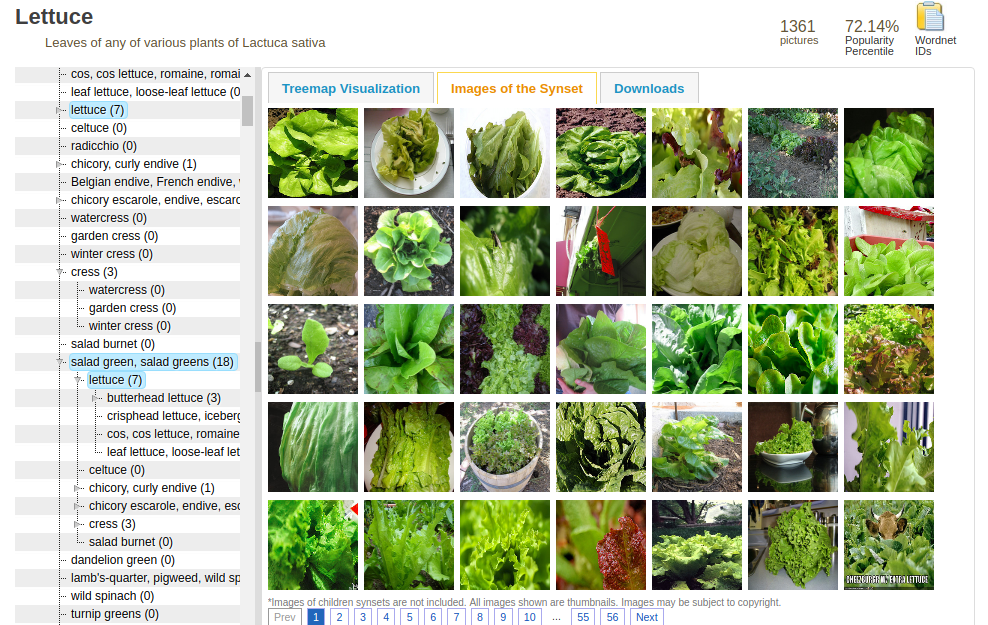 Lettuce
Leaves of any of various plants of Lactuca sativa
1361
pictures
72.14%
Popularity
Percentile
Wordnet
IDs
cos, cos lettuce, romaine, romai
leaf lettuce, loose-leaf lettuce (0
lettuce (7)
celtuce (0)
radicchio (0)
chicory, curly endive (1)
Belgian endive, French endive,
chicory escarole, endive, escarc
watercress (0)
garden cress (0)
winter cress (0)
cress (3)
watercress (0)
garden cress (0)
winter cress (0)
salad burnet (0)
salad green, salad greens (18)
lettuce (7)
butterhead lettuce (3)
crisphead lettuce, iceberg
cos, cos lettuce, romaine
leaf lettuce, loose-leaf let
celtuce (0)
chicory, curly endive (1)
chicory escarole, endive, esc
cress (3)
salad burnet (0)
dandelion green (0)
lamb's-quarter, pigweed, wild sp
wild spinach (0)
turnip greens (0)
Treemap Visualization
Images of the Synset
Downloads
EXTRA LETTUCE
*Images of children synsets are not included. All images shown are thumbnails. Images may be subject to copyright.
Prev 1 2 3 4 5 6 7 8 9 10 ... 55 56 Next